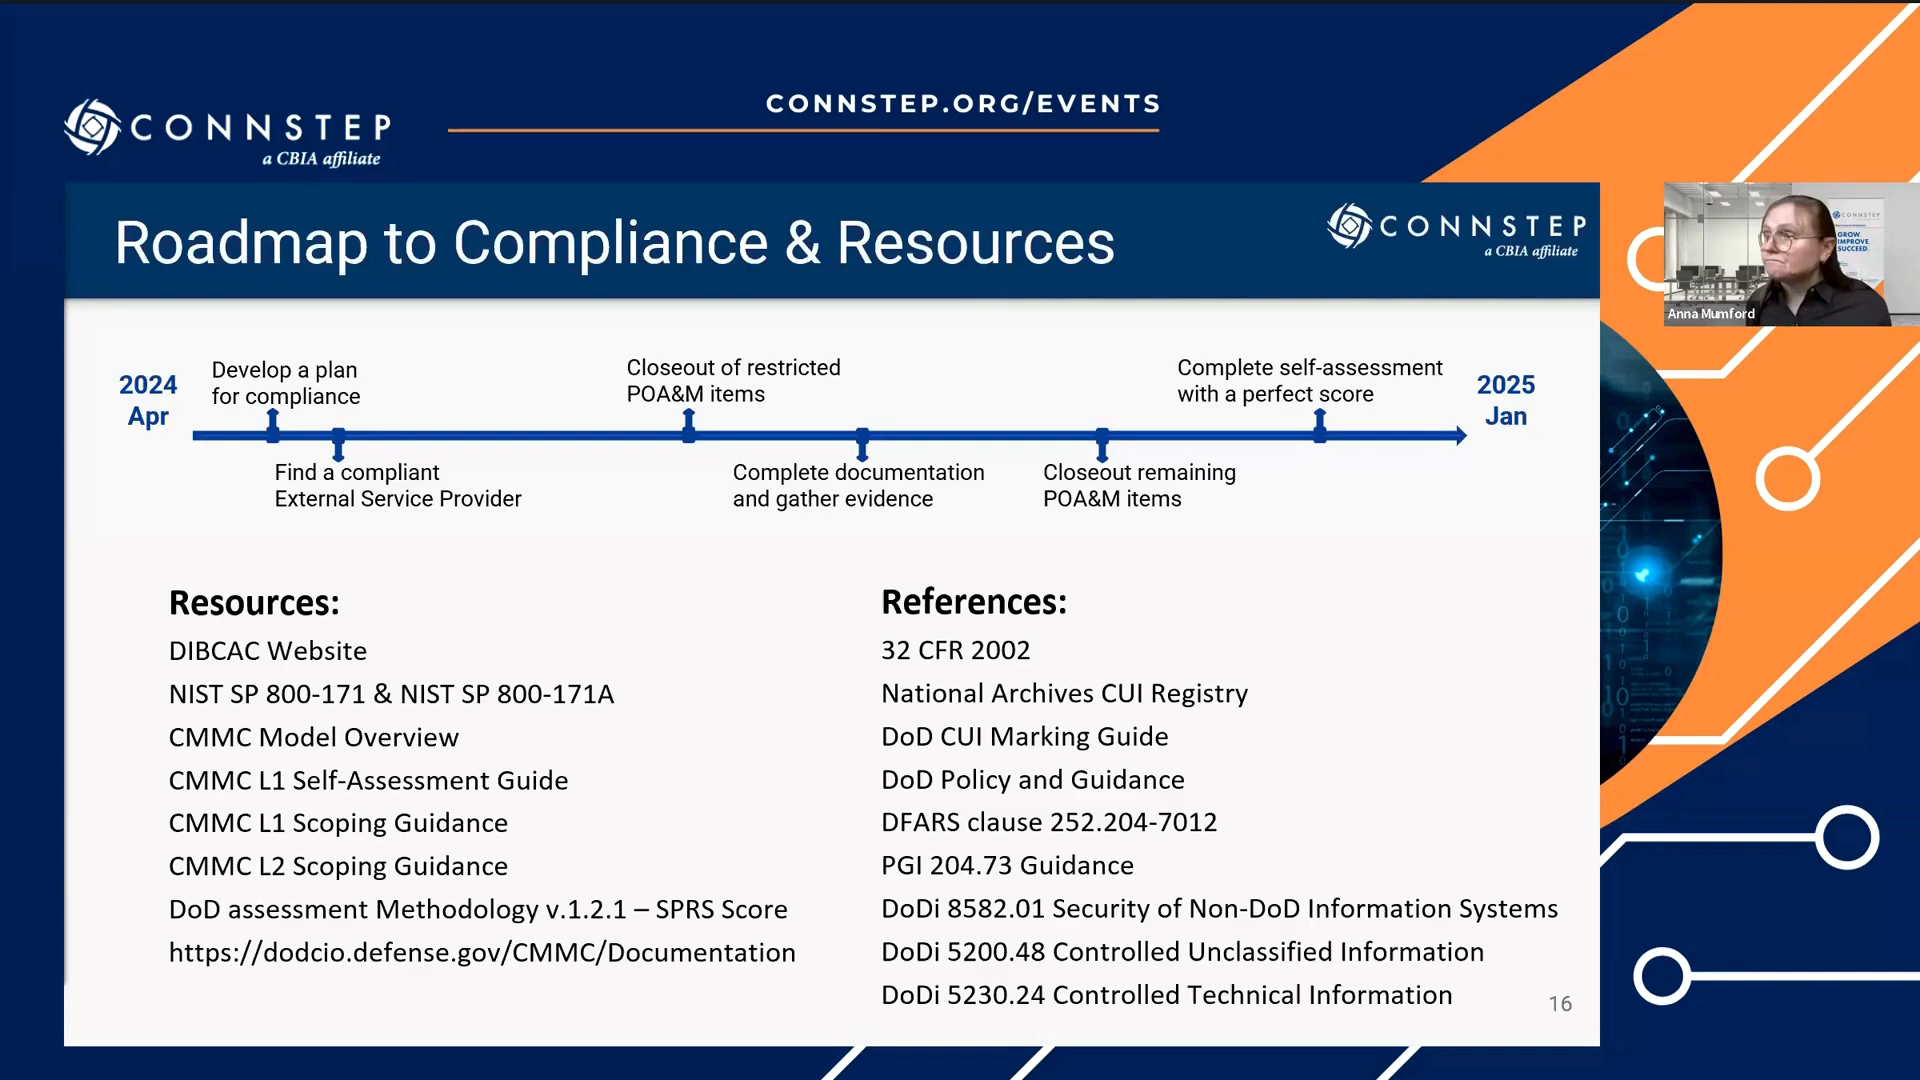 CONNSTEP.ORG/EVENTS
CONNSTEP
a CBIA affiliate
Roadmap to Compliance & Resources
CONNSTEP
a CBIA affiliate
CONNSTEP
GROW.
IMPROVE.
SUCCEED.
Anna Mumford
2024
Apr
Develop a plan
for compliance
Closeout of restricted
POA&M items
Complete self-assessment
with a perfect score
2025
Jan
Find a compliant
External Service Provider
Complete documentation
and gather evidence
Closeout remaining
POA&M items
Resources:
DIBCAC Website
NIST SP 800-171 & NIST SP 800-171A
CMMC Model Overview
CMMC L1 Self-Assessment Guide
CMMC L1 Scoping Guidance
CMMC L2 Scoping Guidance
DoD assessment Methodology v.1.2.1 – SPRS Score
https://dodcio.defense.gov/CMMC/Documentation
References:
32 CFR 2002
National Archives CUI Registry
DoD CUI Marking Guide
DoD Policy and Guidance
DFARS clause 252.204-7012
PGI 204.73 Guidance
DoDi 8582.01 Security of Non-DoD Information Systems
DoDi 5200.48 Controlled Unclassified Information
DoDi 5230.24 Controlled Technical Information
16